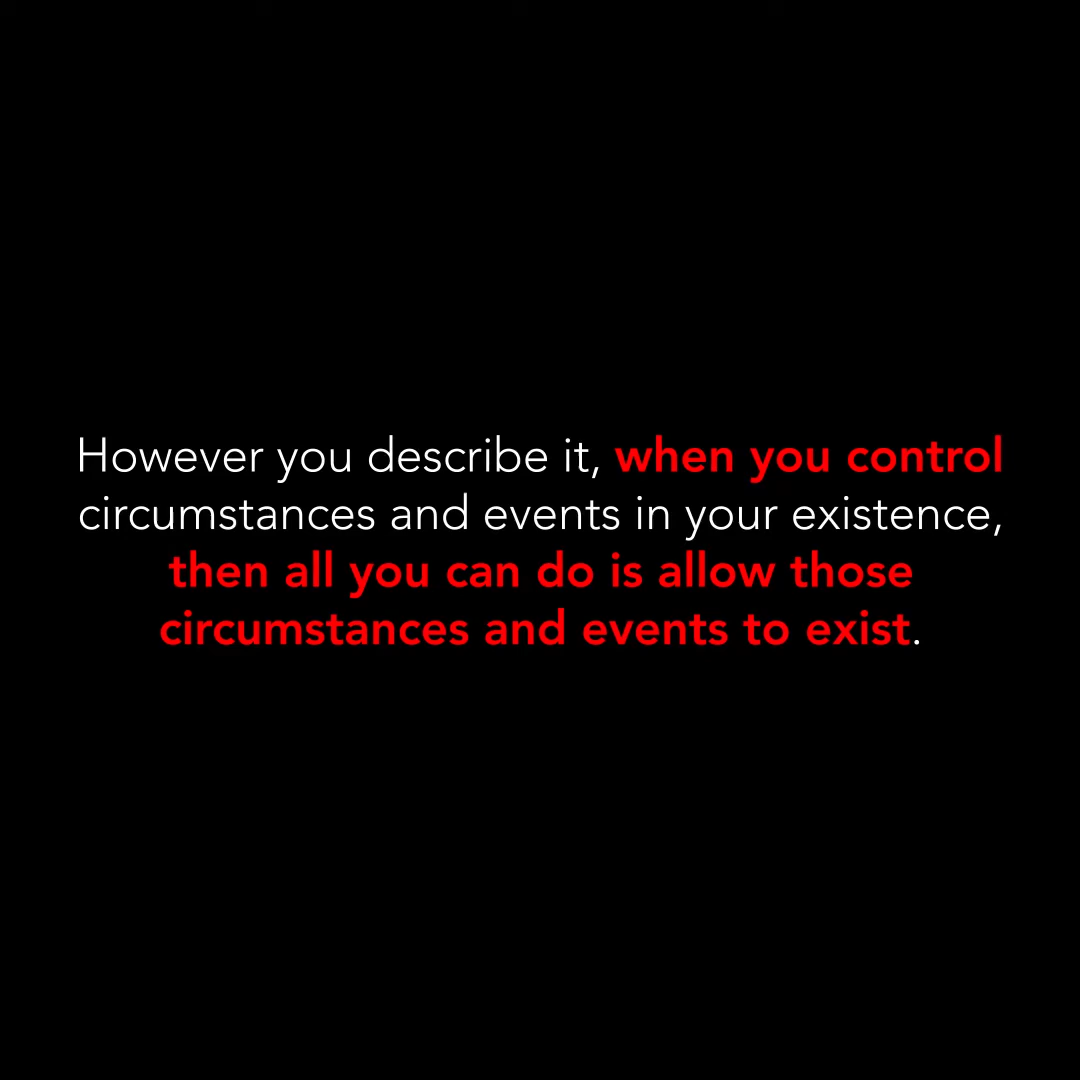 However you describe it, when you control
circumstances and events in your existence,
then all you can do is allow those
circumstances and events to exist.